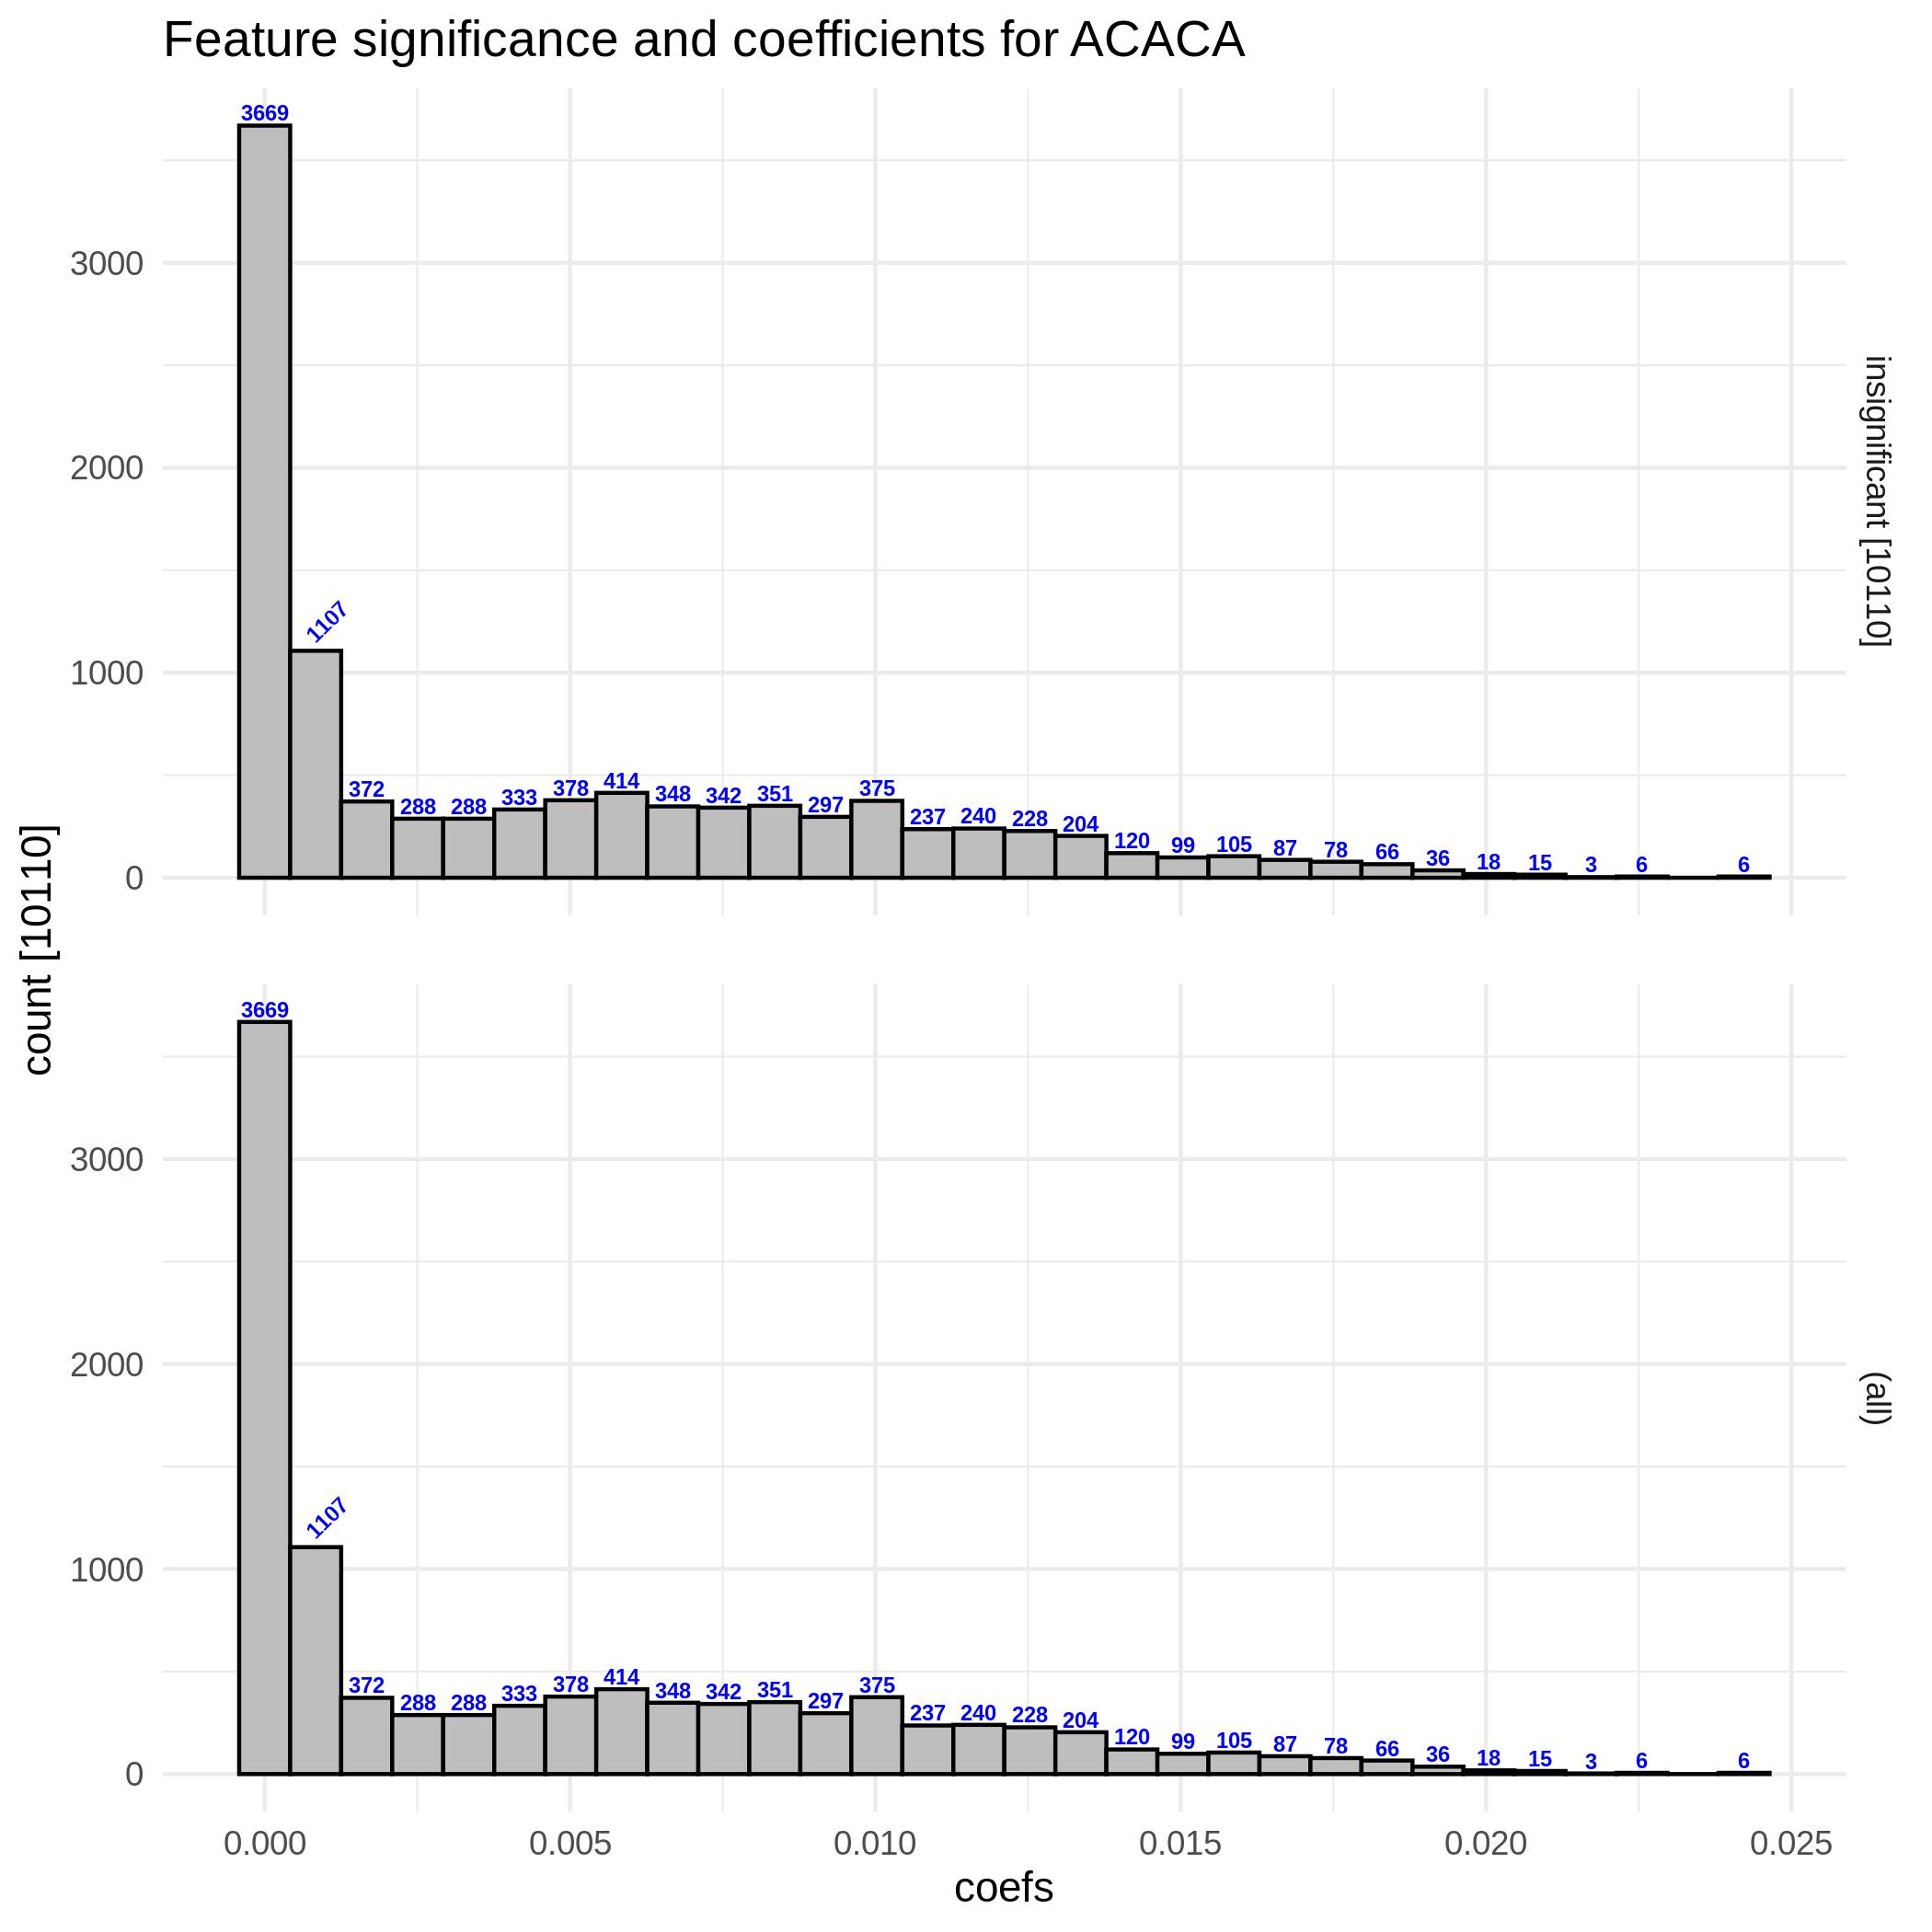 Feature significance and coefficients for ACACA
count [10110]
3669
1107
372 288 288 333 378 414 348 342 351 297 375 237 240 228 204 120 99 105 87 78 66 36 18 15 3 6 6
3000
2000
1000
0
insignificant [10110]
3669
1107
372 288 288 333 378 414 348 342 351 297 375 237 240 228 204 120 99 105 87 78 66 36 18 15 3 6 6
3000
2000
1000
0
(all)
0.000 0.005 0.010 0.015 0.020 0.025
coefs